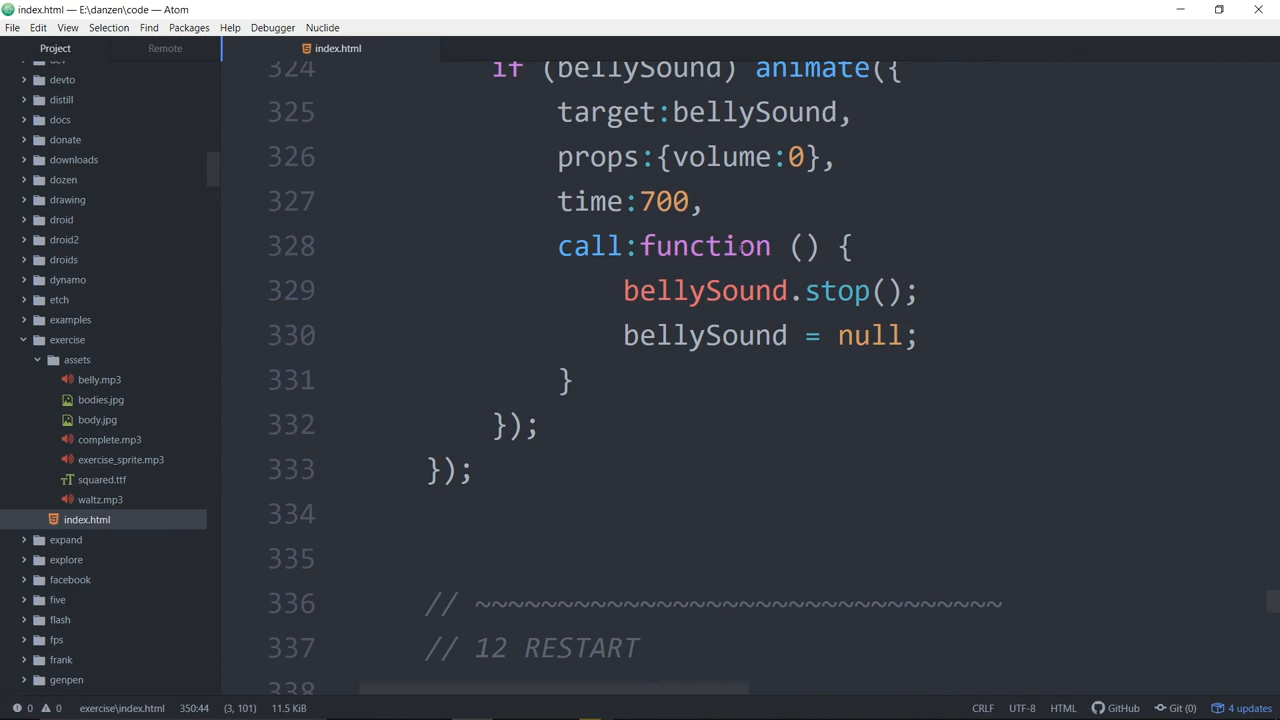 index.html — E:\danzen\code — Atom
File Edit View Selection Find Packages Help Debugger Nuclide
Project Remote index.html
devto
distill
docs
donate
downloads
dozen
drawing
droid
droid2
droids
dynamo
etch
examples
exercise
assets
belly.mp3
bodies.jpg
body.jpg
complete.mp3
exercise_sprite.mp3
squared.ttf
waltz.mp3
index.html
expand
explore
facebook
five
flash
fps
frank
genpen
324 if (bellySound) animate({
325 target:bellySound,
326 props:{volume:0},
327 time:700,
328 call:function () {
329 bellySound.stop();
330 bellySound = null;
331 }
332 });
333 });
334
335
336 // ~~~~~~~~~~~~~~~~~~~~~~~~~~~~~~~~
337 // 12 RESTART
338
0 0 exercise\index.html 350:44 (3, 101) 11.5 KiB CRLF UTF-8 HTML GitHub Git (0) 4 updates